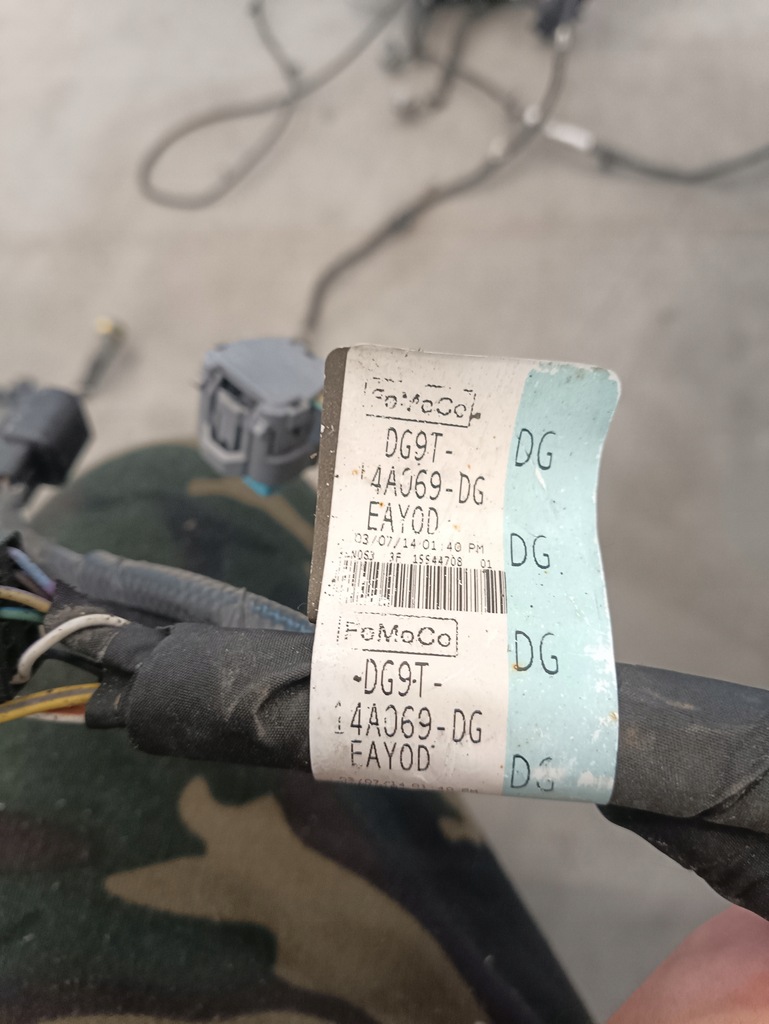 FoMoCo
DG9T-
14A069-DG
EAYOD
03/07/14 01:40 PM
DG
DG
FoMoCo
DG9T-
14A069-DG
EAYOD
DG
DG